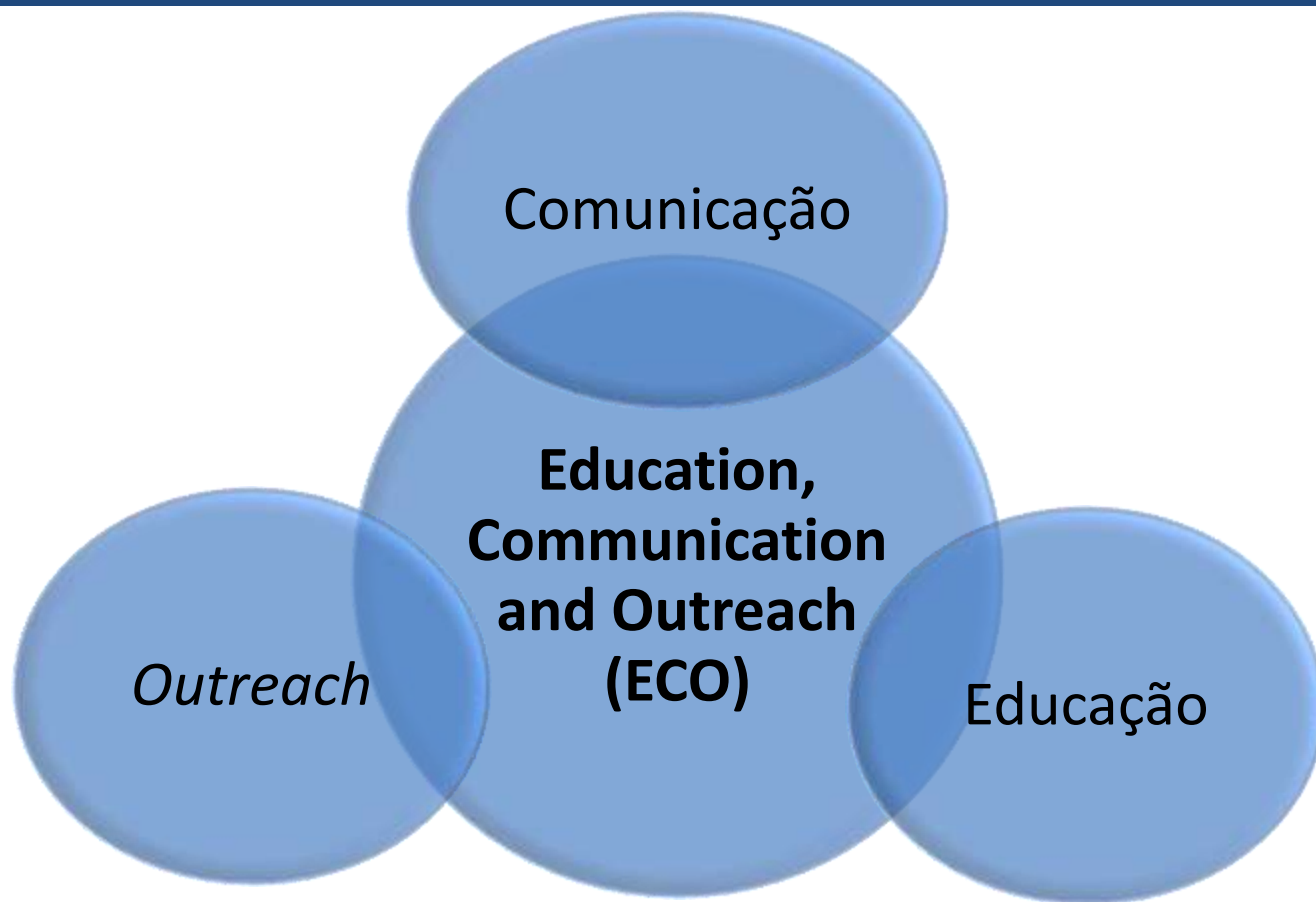 Comunicação
Education,
Communication
and Outreach
(ECO)
Outreach
Educação